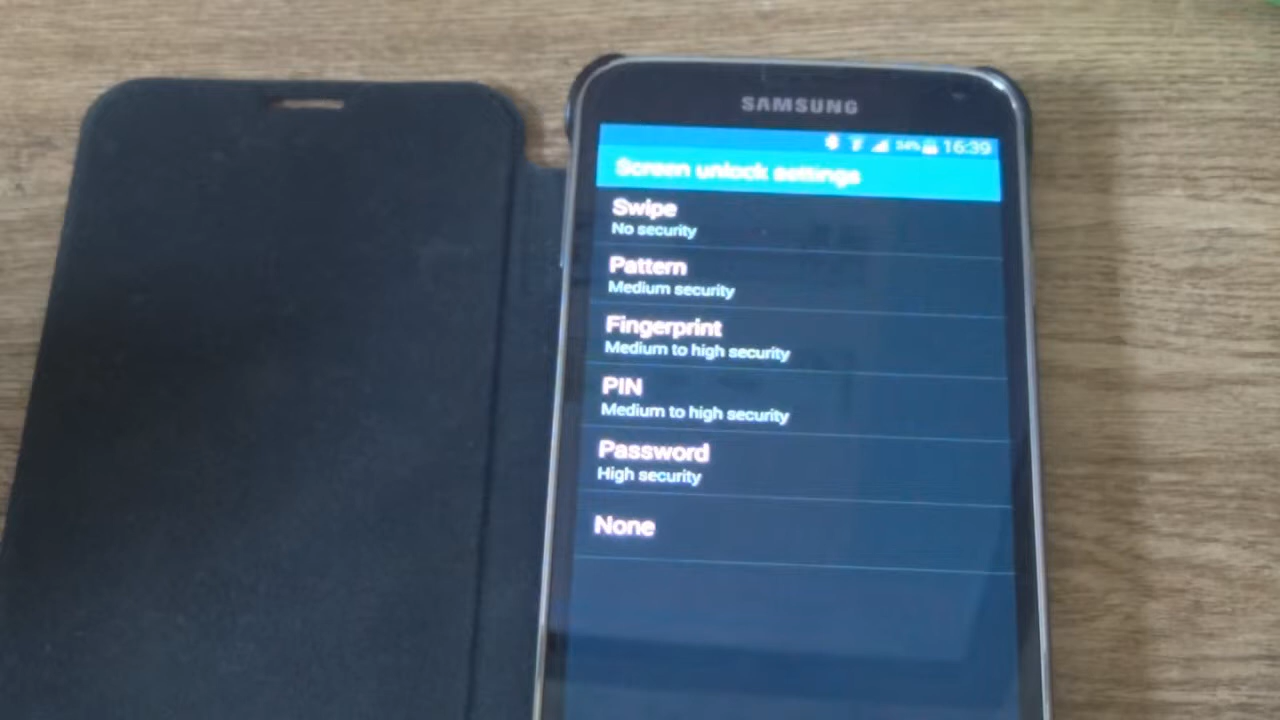 SAMSUNG
54% 16:39
Screen unlock settings
Swipe
No security
Pattern
Medium security
Fingerprint
Medium to high security
PIN
Medium to high security
Password
High security
None